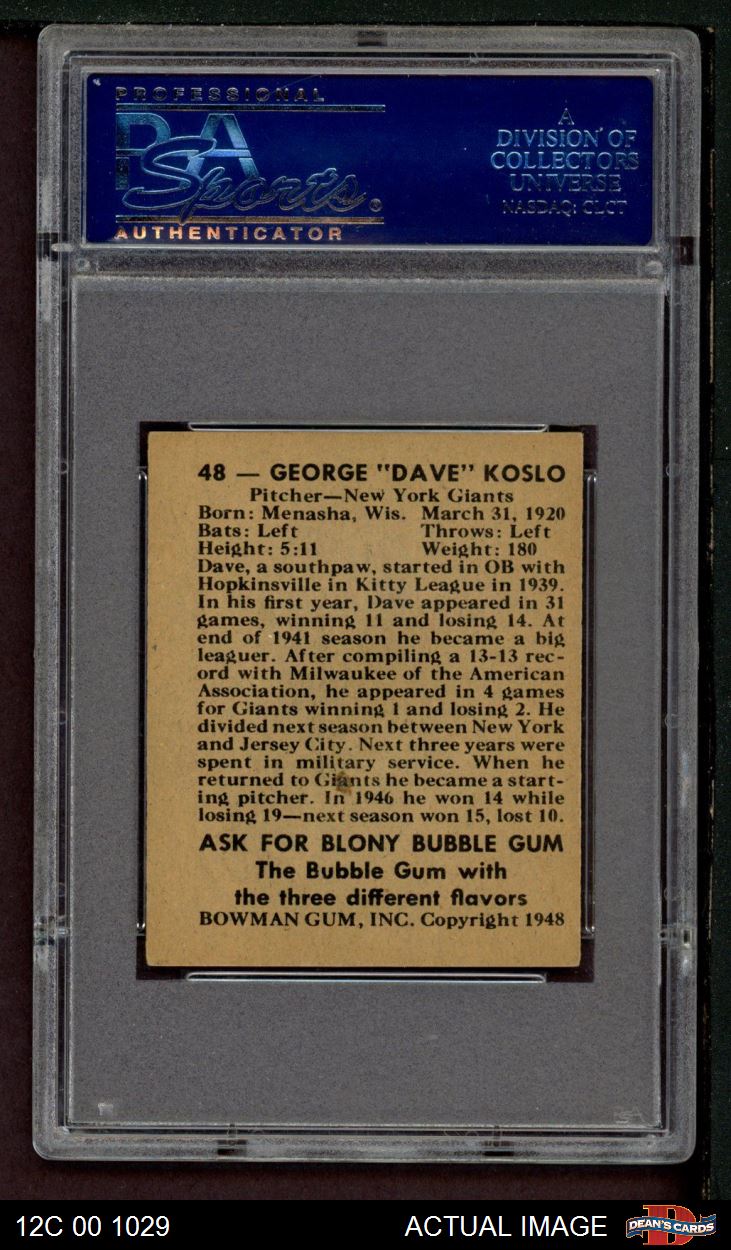 PROFESSIONAL
PSA
Sports
AUTHENTICATOR
A
DIVISION OF
COLLECTORS
UNIVERSE
NASDAQ: CLCT
48 — GEORGE "DAVE" KOSLO
Pitcher—New York Giants
Born: Menasha, Wis. March 31, 1920
Bats: Left Throws: Left
Height: 5:11 Weight: 180
Dave, a southpaw, started in OB with
Hopkinsville in Kitty League in 1939.
In his first year, Dave appeared in 31
games, winning 11 and losing 14. At
end of 1941 season he became a big
leaguer. After compiling a 13-13 rec-
ord with Milwaukee of the American
Association, he appeared in 4 games
for Giants winning 1 and losing 2. He
divided next season between New York
and Jersey City. Next three years were
spent in military service. When he
returned to Giants he became a start-
ing pitcher. In 1946 he won 14 while
losing 19—next season won 15, lost 10.
ASK FOR BLONY BUBBLE GUM
The Bubble Gum with
the three different flavors
BOWMAN GUM, INC. Copyright 1948
12C 00 1029 ACTUAL IMAGE
DEAN'S CARDS